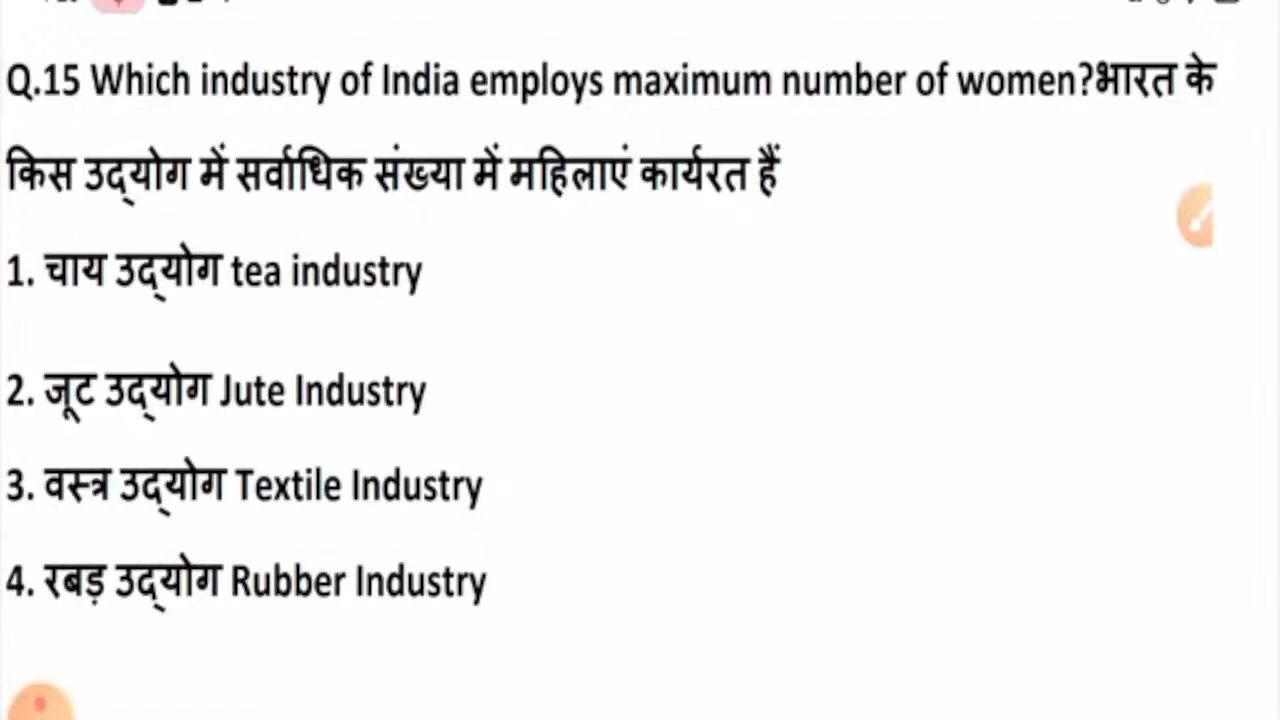 Q.15 Which industry of India employs maximum number of women?भारत के
किस उद्योग में सर्वाधिक संख्या में महिलाएं कार्यरत हैं
1. चाय उद्योग tea industry
2. जूट उद्योग Jute Industry
3. वस्त्र उद्योग Textile Industry
4. रबड़ उद्योग Rubber Industry